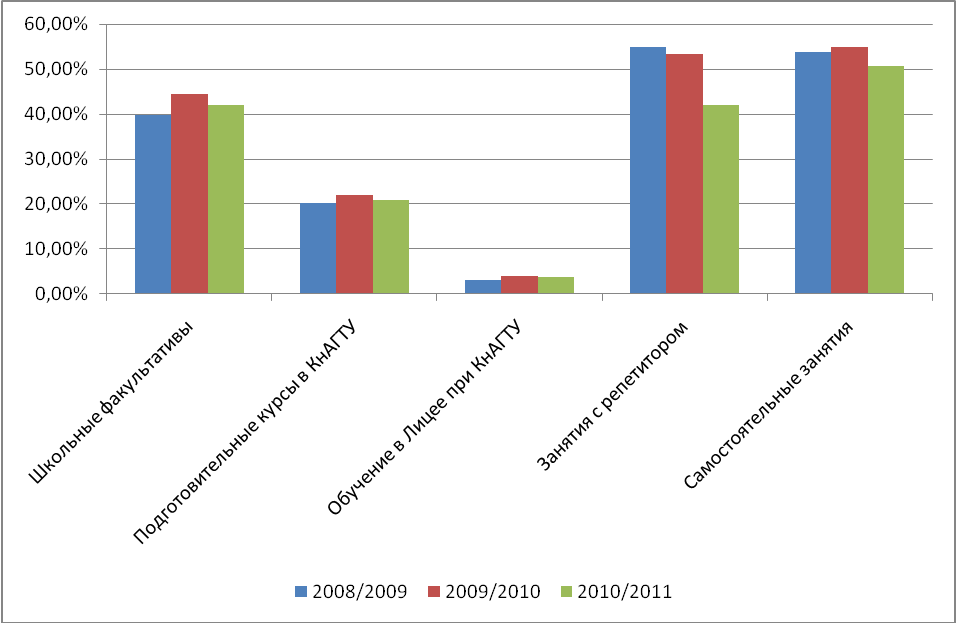 60,00%
50,00%
40,00%
30,00%
20,00%
10,00%
0,00%
Школьные факультативы
Подготовительные курсы в КнАГТУ
Обучение в Лицее при КнАГТУ
Занятия с репетитором
Самостоятельные занятия
2008/2009 2009/2010 2010/2011